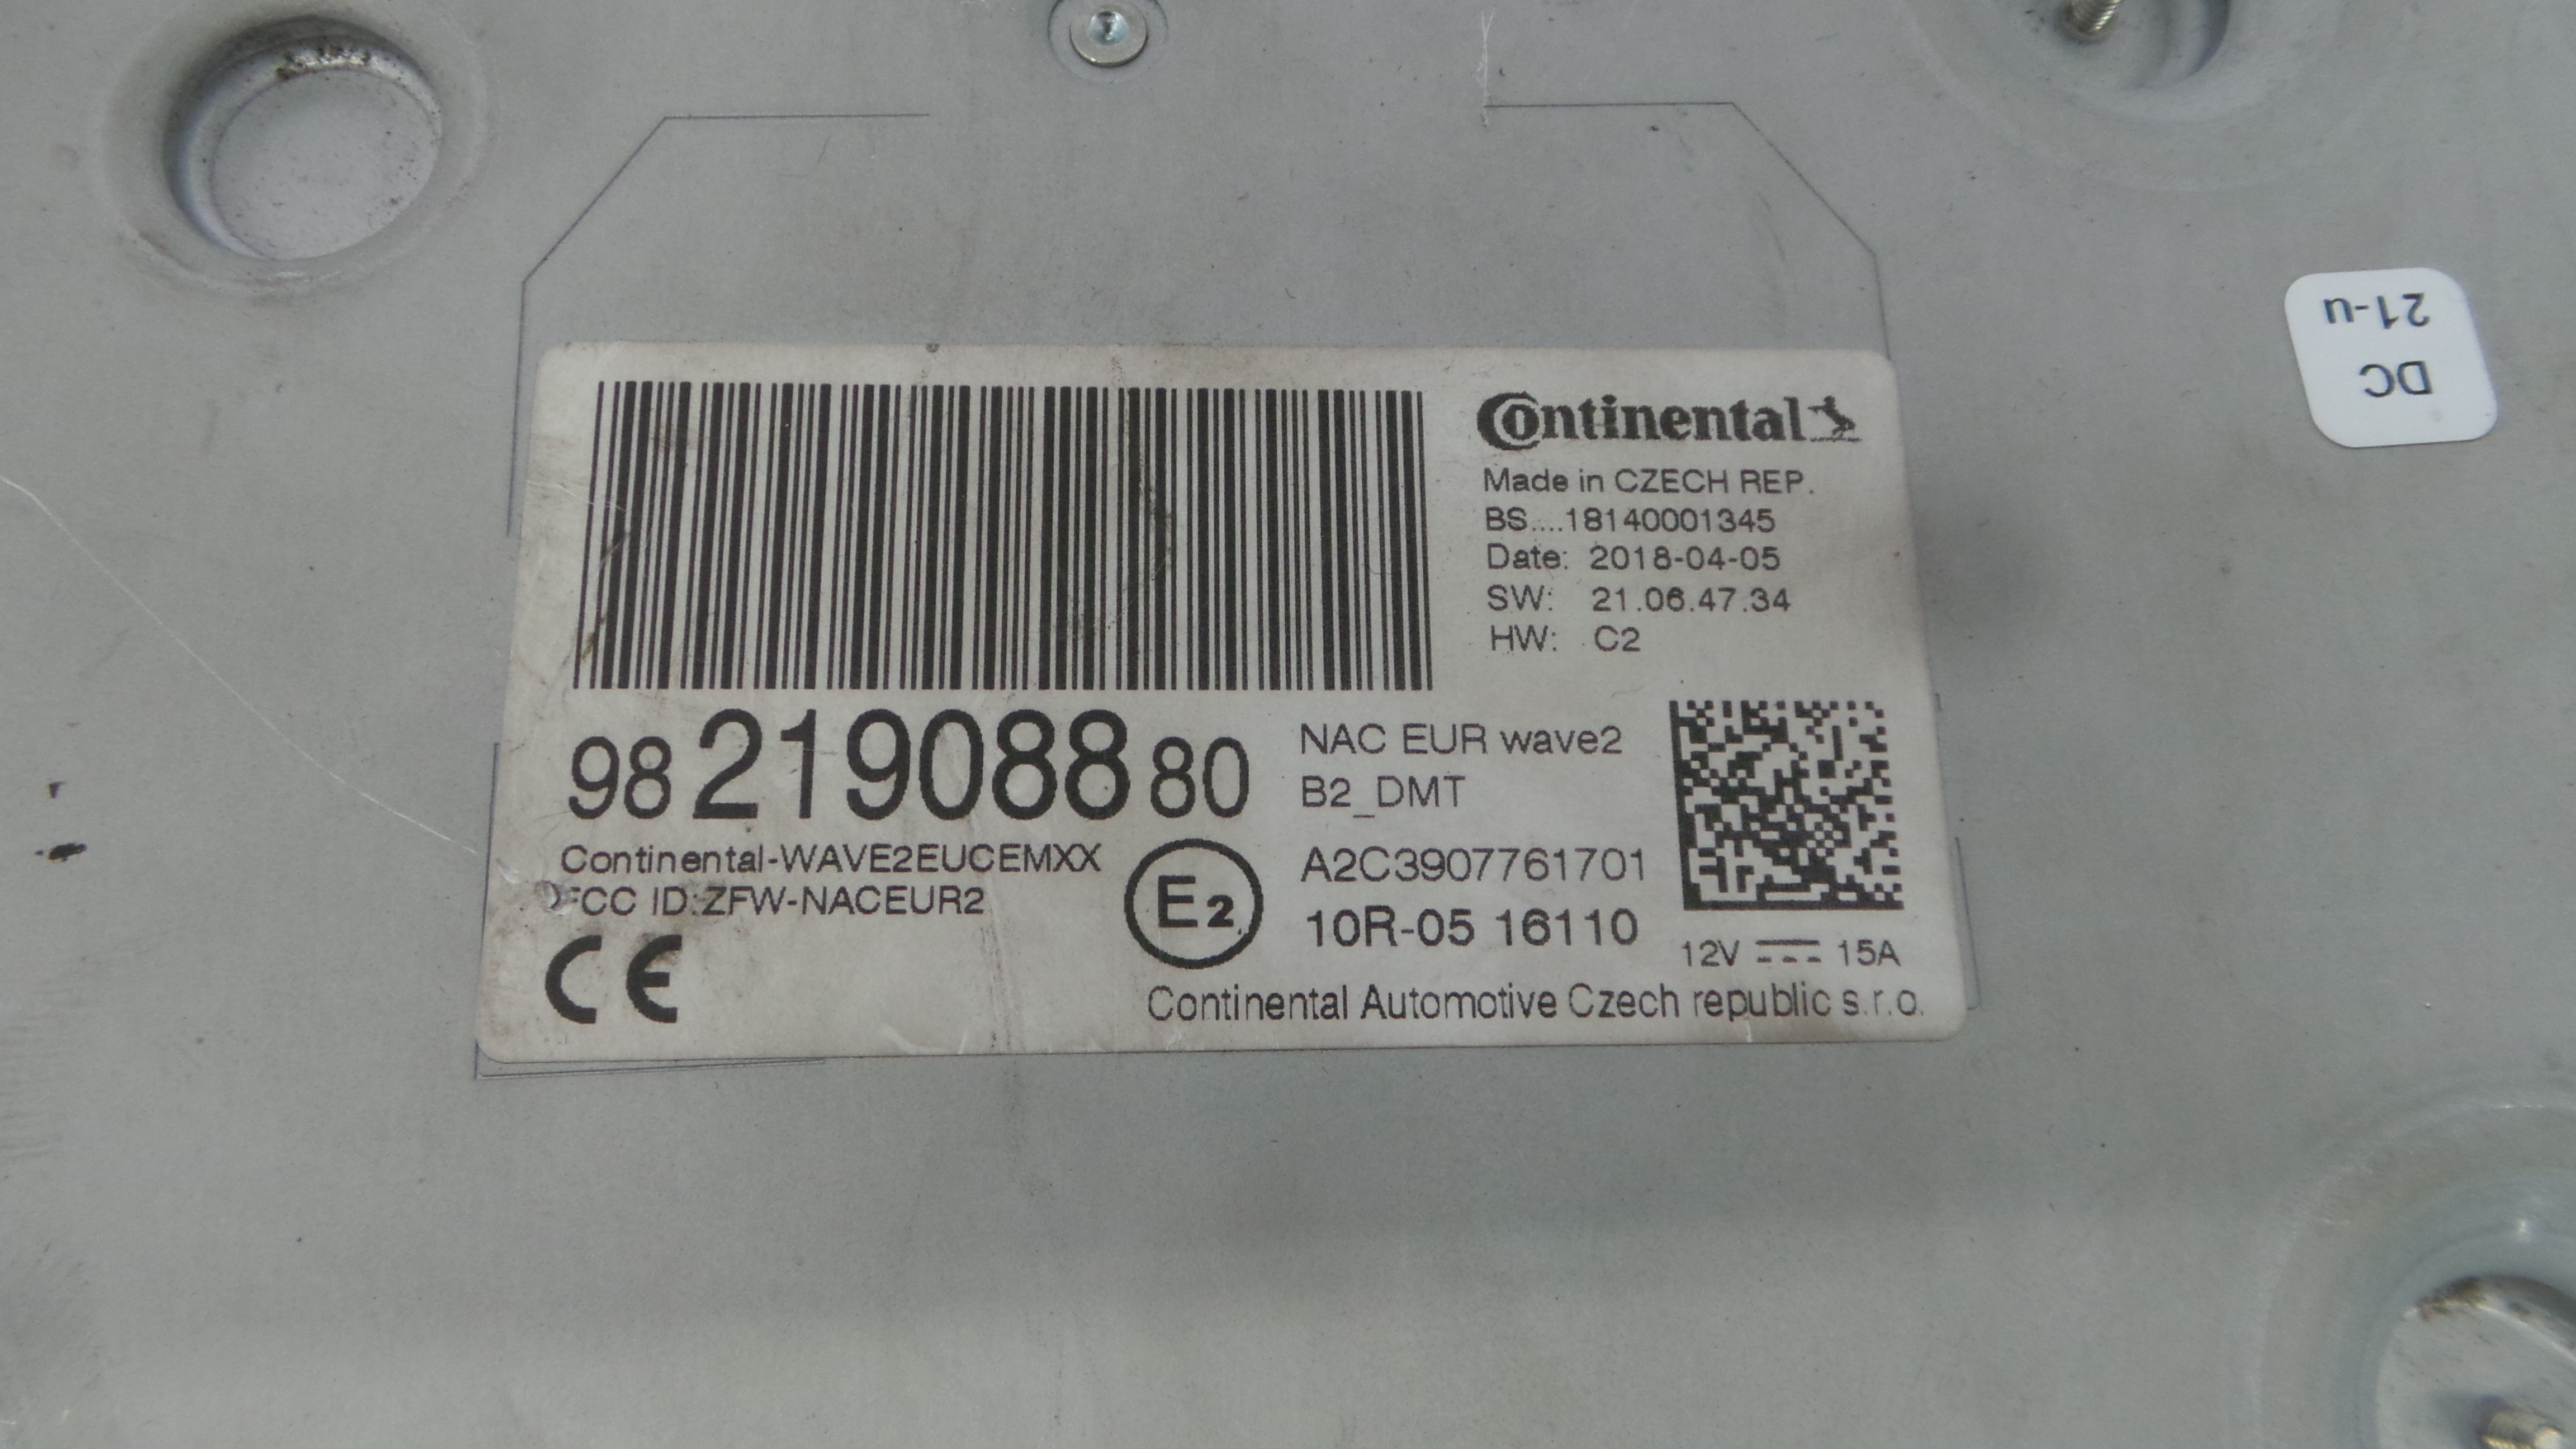 Continental
Made in CZECH REP.
BS....18140001345
Date: 2018-04-05
SW: 21.06.47.34
HW: C2
98 219088 80
NAC EUR wave2
B2_DMT
Continental-WAVE2EUCEMXX
FCC ID:ZFW-NACEUR2
E2
A2C3907761701
10R-05 16110
12V 15A
CE
Continental Automotive Czech republic s.r.o.
DC
21-u